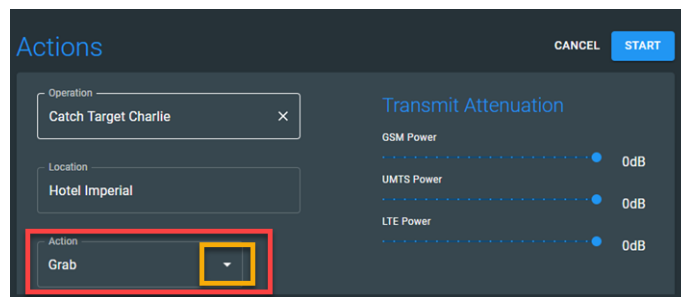 Actions
CANCEL
START
Operation
Catch Target Charlie
Location
Hotel Imperial
Action
Grab
Transmit Attenuation
GSM Power
0dB
UMTS Power
0dB
LTE Power
0dB